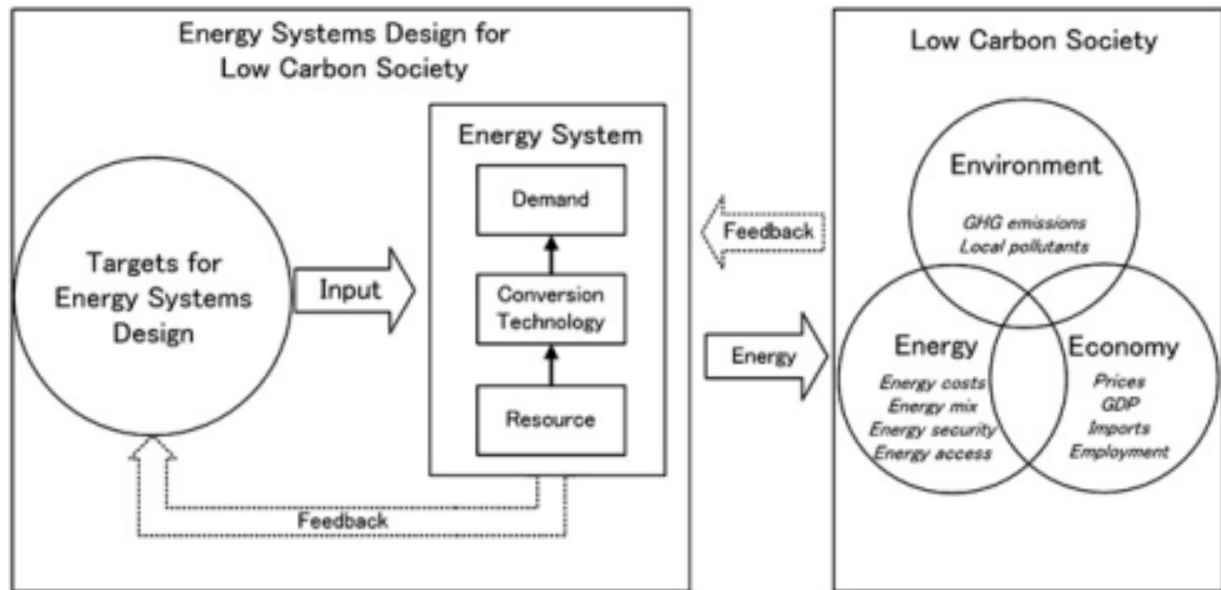 Energy Systems Design for
Low Carbon Society
Energy System
Demand
Conversion
Technology
Resource
Targets for
Energy Systems
Design
Input
Feedback
Feedback
Energy
Low Carbon Society
Environment
GHG emissions
Local pollutants
Energy
Energy costs
Energy mix
Energy security
Energy access
Economy
Prices
GDP
Imports
Employment